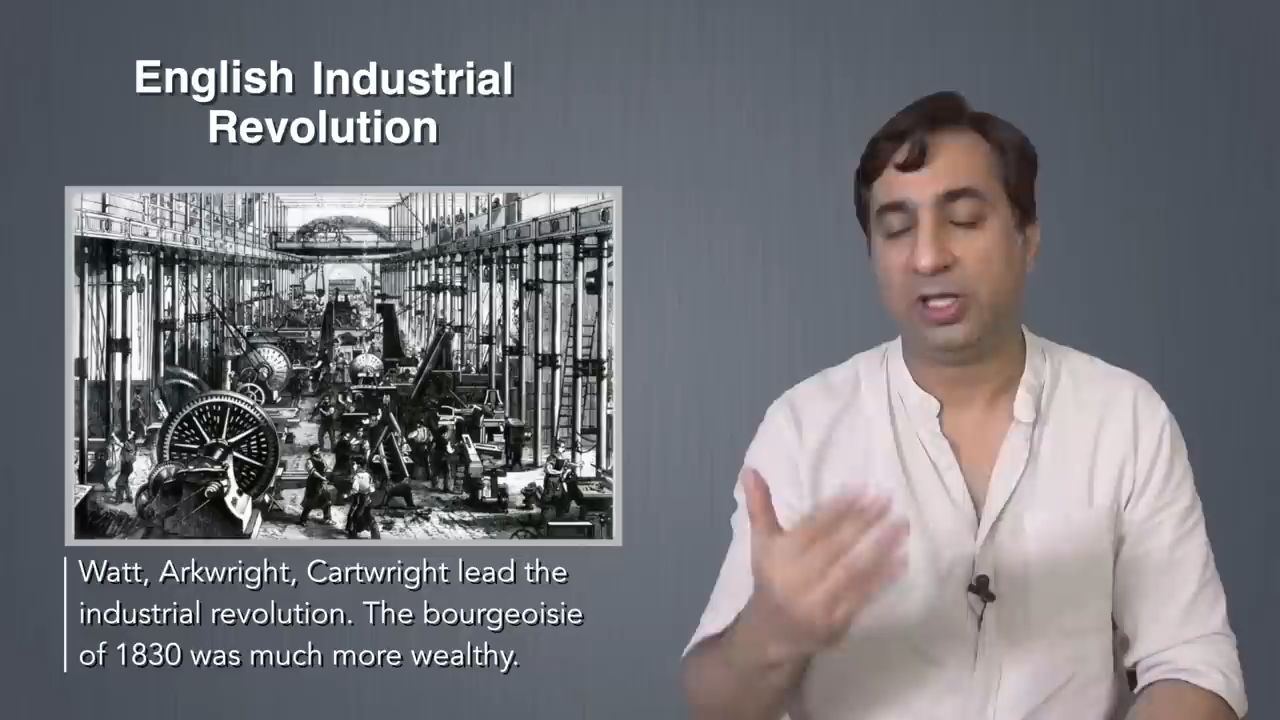 English Industrial
Revolution
Watt, Arkwright, Cartwright lead the
industrial revolution. The bourgeoisie
of 1830 was much more wealthy.